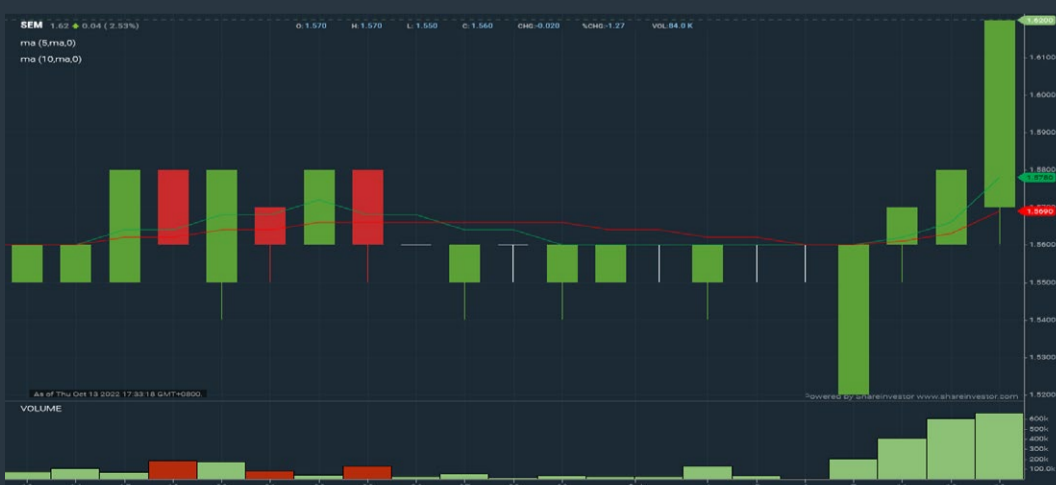 SEM 1.62 0.04 (2.53%) O: 1.570 H: 1.570 L: 1.550 C: 1.560 CHG:-0.020 %CHG:-1.27 VOL:84.0 K
ma (5,ma,0)
ma (10,ma,0)
1.6200
1.6100
1.6000
1.5900
1.5800
1.5780
1.5690
1.5600
1.5500
1.5400
1.5300
1.5200
As of Thu Oct 13 2022 17:33:18 GMT+0800.
Powered by ShareInvestor www.shareinvestor.com
VOLUME
600k
500k
400k
300k
200k
100.0k